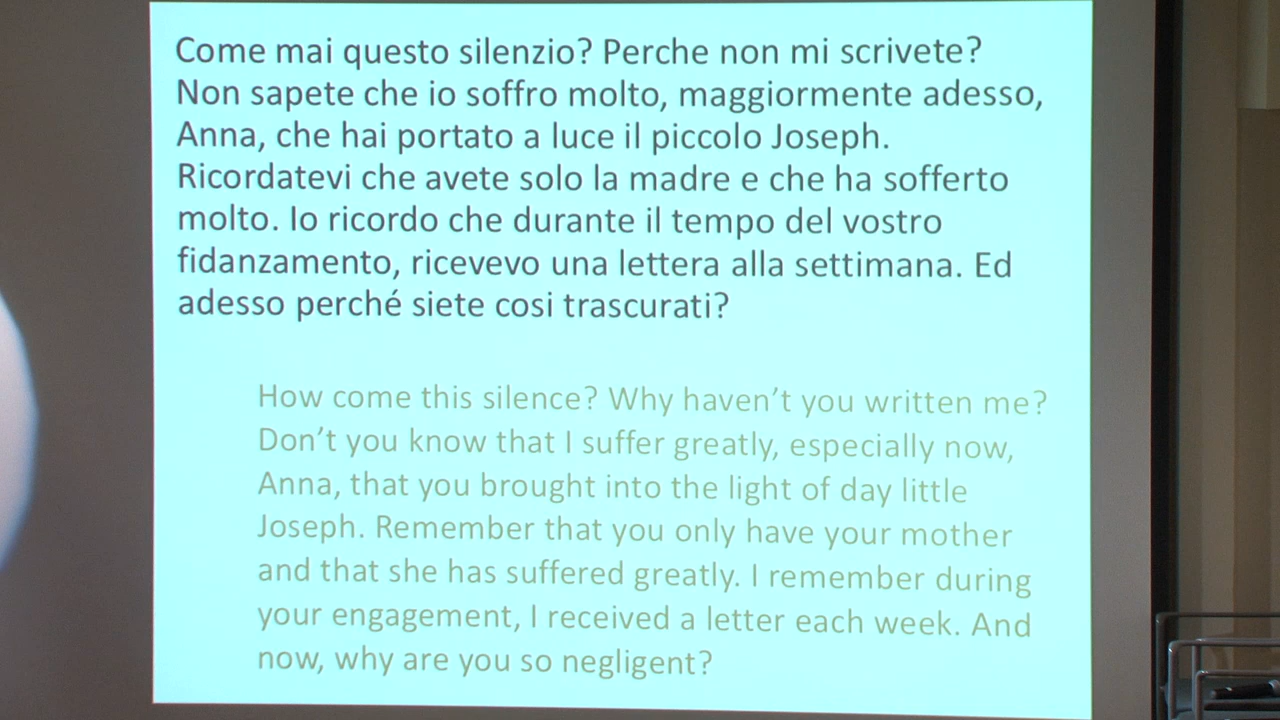 Come mai questo silenzio? Perche non mi scrivete?
Non sapete che io soffro molto, maggiormente adesso,
Anna, che hai portato a luce il piccolo Joseph.
Ricordatevi che avete solo la madre e che ha sofferto
molto. Io ricordo che durante il tempo del vostro
fidanzamento, ricevevo una lettera alla settimana. Ed
adesso perché siete cosi trascurati?
How come this silence? Why haven’t you written me?
Don’t you know that I suffer greatly, especially now,
Anna, that you brought into the light of day little
Joseph. Remember that you only have your mother
and that she has suffered greatly. I remember during
your engagement, I received a letter each week. And
now, why are you so negligent?